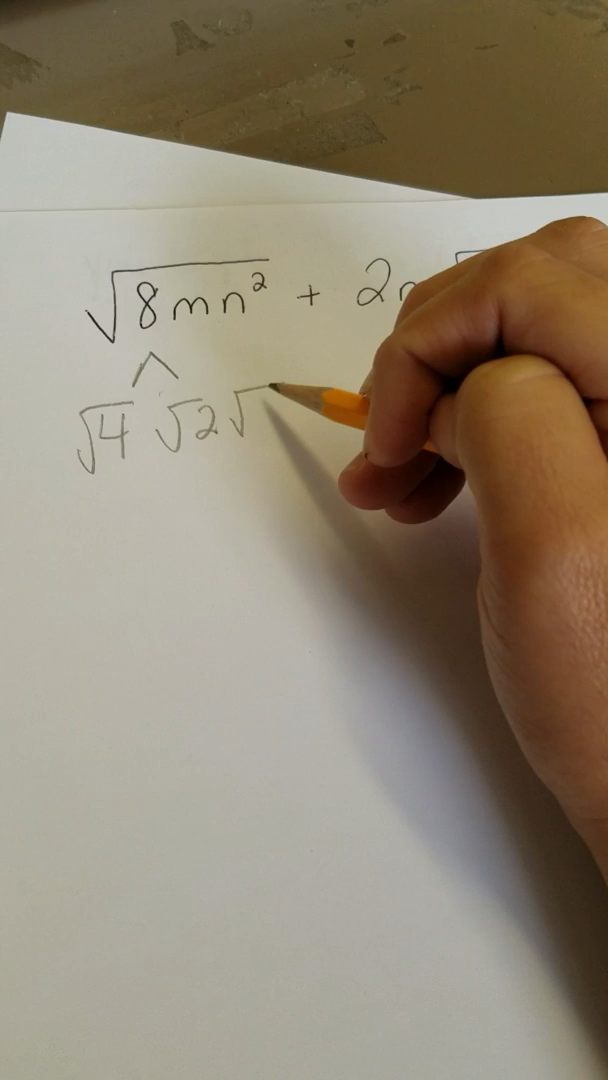 √8mn² + 2
√4 √2 √